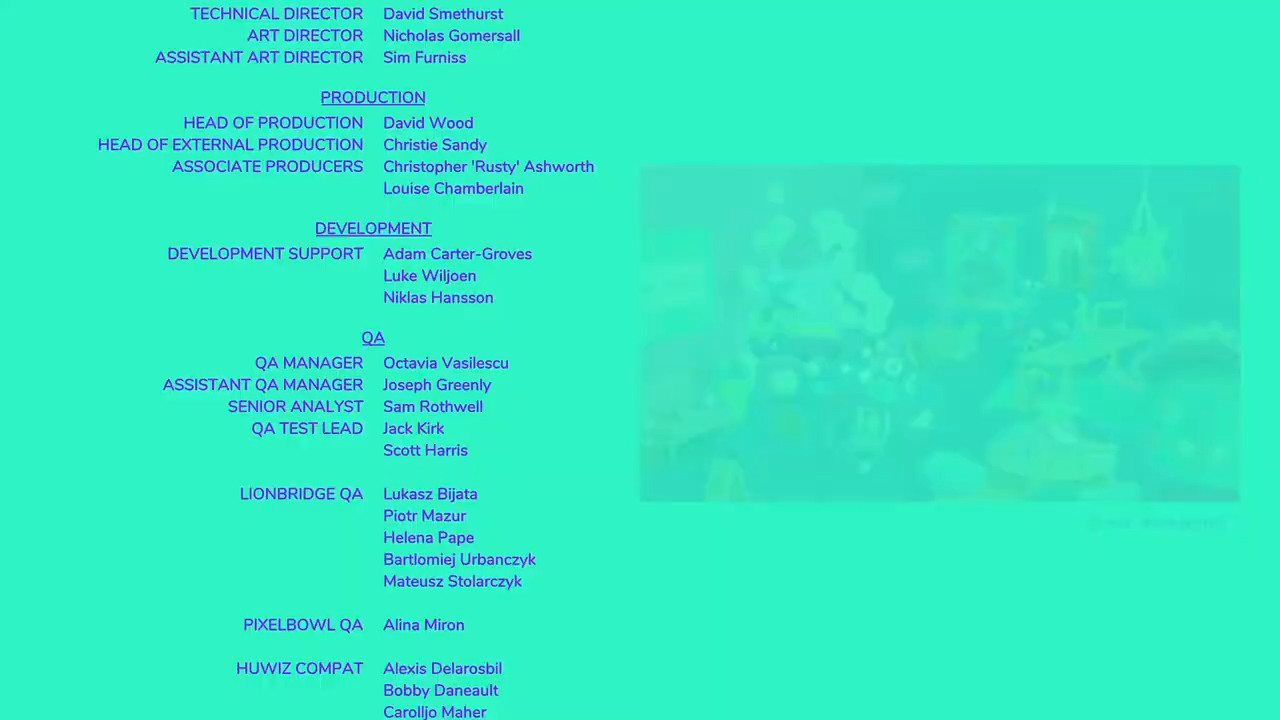 TECHNICAL DIRECTOR David Smethurst
ART DIRECTOR Nicholas Gomersall
ASSISTANT ART DIRECTOR Sim Furniss
PRODUCTION
HEAD OF PRODUCTION David Wood
HEAD OF EXTERNAL PRODUCTION Christie Sandy
ASSOCIATE PRODUCERS Christopher 'Rusty' Ashworth
Louise Chamberlain
DEVELOPMENT
DEVELOPMENT SUPPORT Adam Carter-Groves
Luke Wiljoen
Niklas Hansson
QA
QA MANAGER Octavia Vasilescu
ASSISTANT QA MANAGER Joseph Greenly
SENIOR ANALYST Sam Rothwell
QA TEST LEAD Jack Kirk
Scott Harris
LIONBRIDGE QA Lukasz Bijata
Piotr Mazur
Helena Pape
Bartlomiej Urbanczyk
Mateusz Stolarczyk
PIXELBOWL QA Alina Miron
HUWIZ COMPAT Alexis Delarosbil
Bobby Daneault
Carolljo Maher